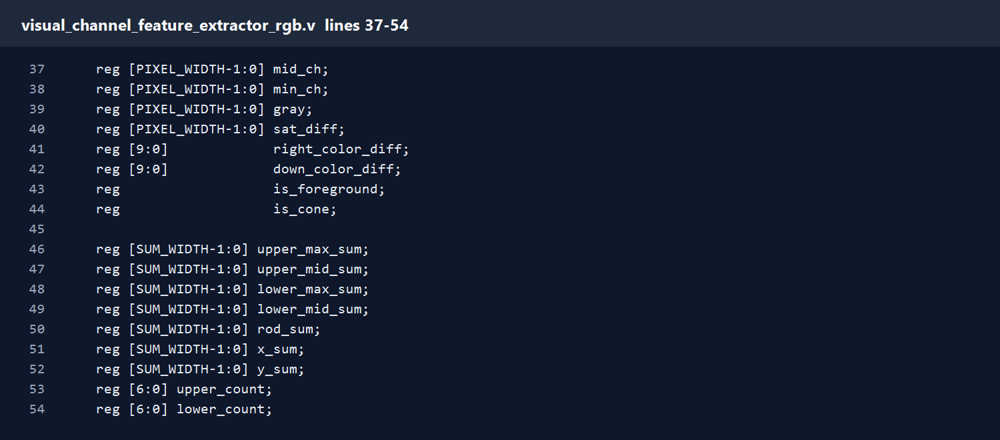 visual_channel_feature_extractor_rgb.v lines 37-54
37 reg [PIXEL_WIDTH-1:0] mid_ch;
38 reg [PIXEL_WIDTH-1:0] min_ch;
39 reg [PIXEL_WIDTH-1:0] gray;
40 reg [PIXEL_WIDTH-1:0] sat_diff;
41 reg [9:0] right_color_diff;
42 reg [9:0] down_color_diff;
43 reg is_foreground;
44 reg is_cone;
45
46 reg [SUM_WIDTH-1:0] upper_max_sum;
47 reg [SUM_WIDTH-1:0] upper_mid_sum;
48 reg [SUM_WIDTH-1:0] lower_max_sum;
49 reg [SUM_WIDTH-1:0] lower_mid_sum;
50 reg [SUM_WIDTH-1:0] rod_sum;
51 reg [SUM_WIDTH-1:0] x_sum;
52 reg [SUM_WIDTH-1:0] y_sum;
53 reg [6:0] upper_count;
54 reg [6:0] lower_count;